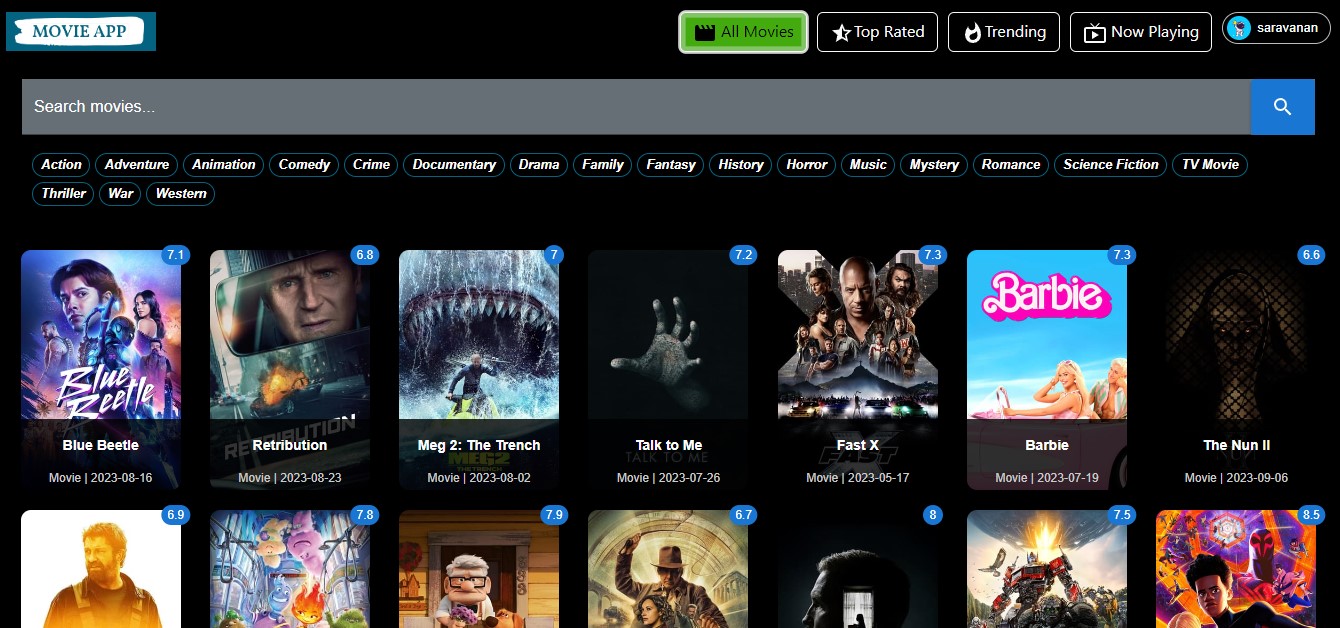 MOVIE APP
All Movies
Top Rated
Trending
Now Playing
saravanan
Search movies...
Action Adventure Animation Comedy Crime Documentary Drama Family Fantasy History Horror Music Mystery Romance Science Fiction TV Movie
Thriller War Western
7.1 6.8 7 7.2 7.3 7.3 6.6
Blue
Beetle
Barbie
RETRIBUTION
MEG2
THE TRENCH
TALK TO ME
FAST X
Blue Beetle Retribution Meg 2: The Trench Talk to Me Fast X Barbie The Nun II
Movie | 2023-08-16 Movie | 2023-08-23 Movie | 2023-08-02 Movie | 2023-07-26 Movie | 2023-05-17 Movie | 2023-07-19 Movie | 2023-09-06
6.9 7.8 7.9 6.7 8 7.5 8.5